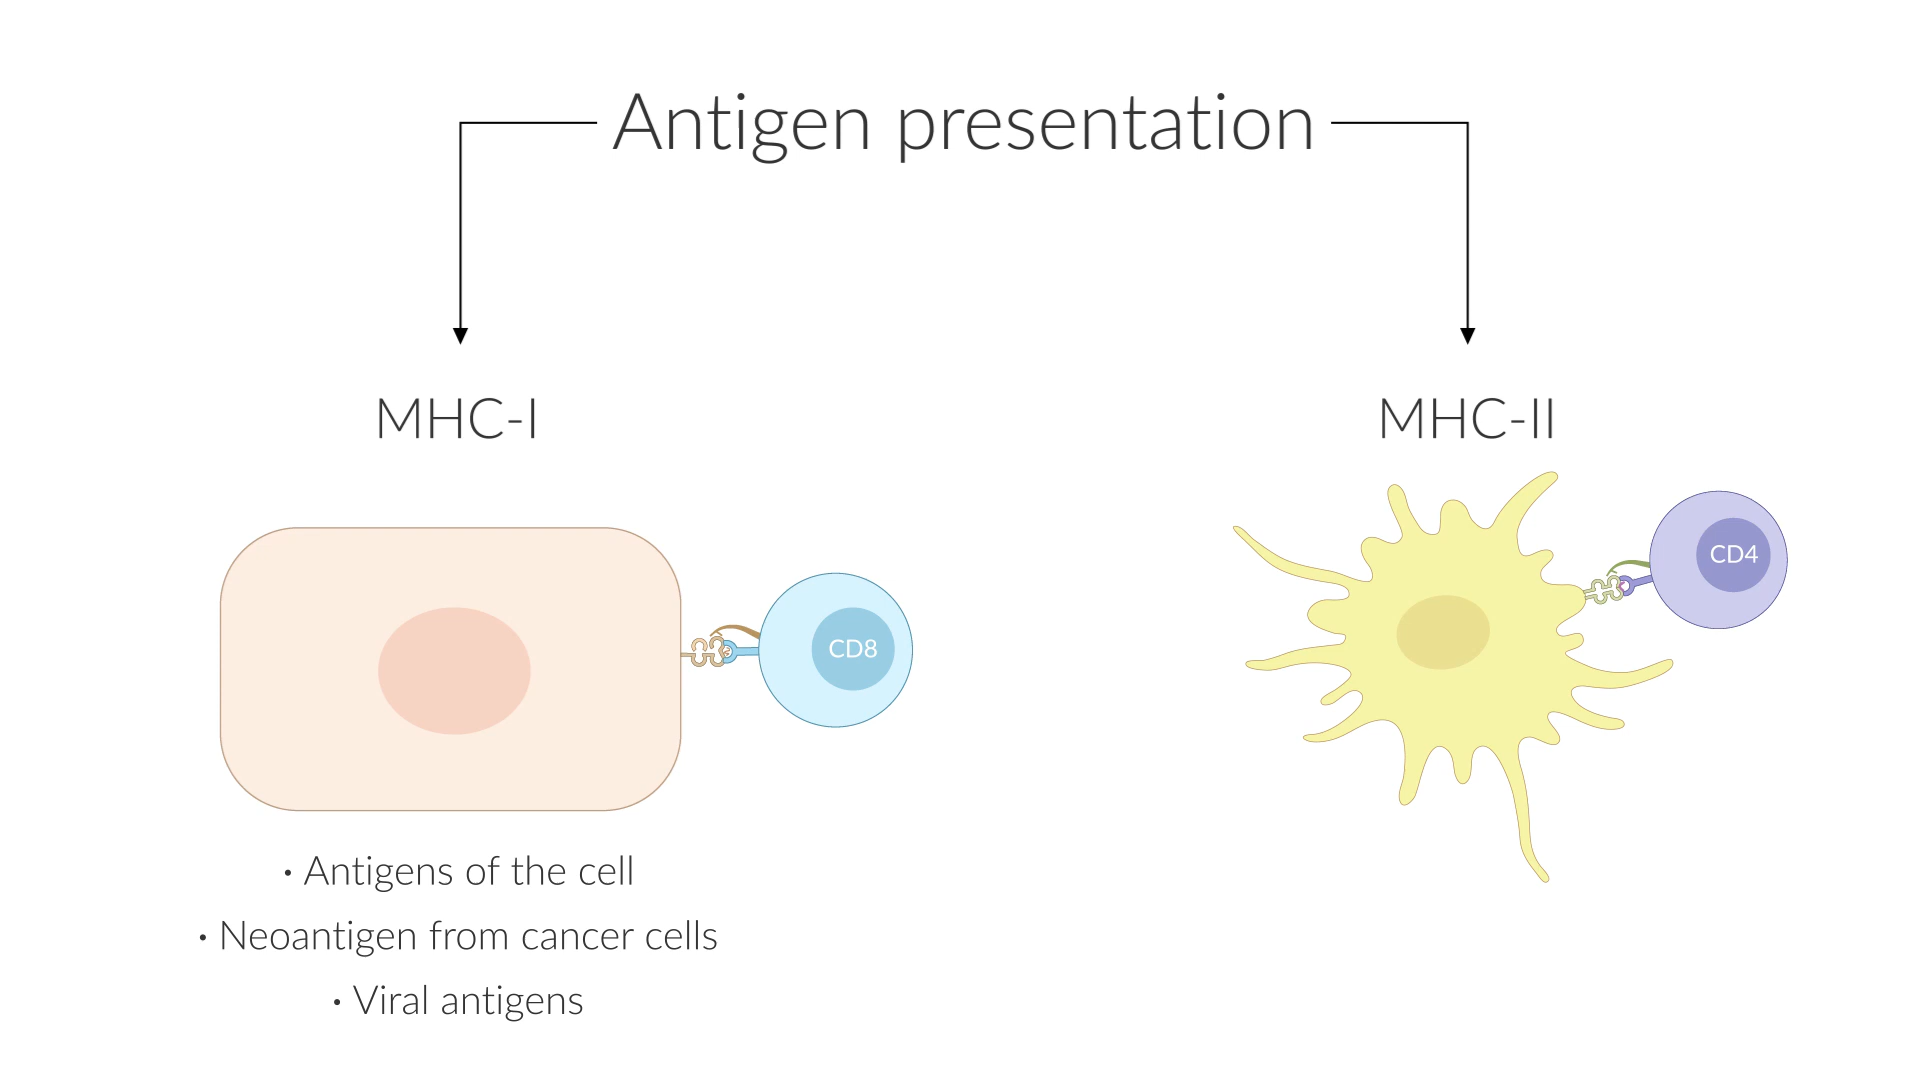 Antigen presentation
MHC-I
MHC-II
CD8
CD4
· Antigens of the cell
· Neoantigen from cancer cells
· Viral antigens